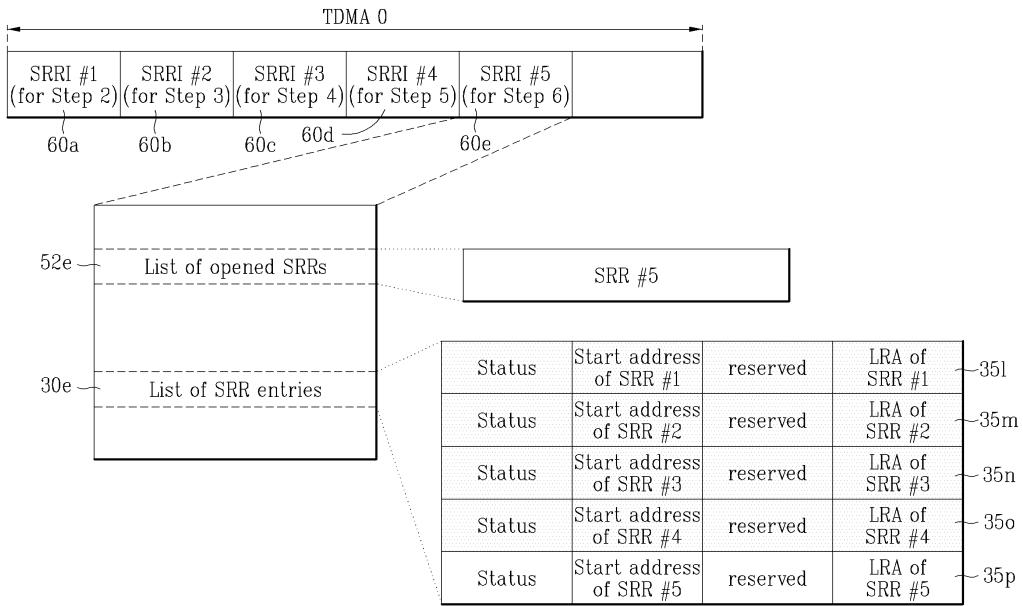 TDMA 0
SRRI #1
(for Step 2)
SRRI #2
(for Step 3)
SRRI #3
(for Step 4)
SRRI #4
(for Step 5)
SRRI #5
(for Step 6)
60a
60b
60c
60d
60e
52e
List of opened SRRs
SRR #5
30e
List of SRR entries
Status
Start address
of SRR #1
reserved
LRA of
SRR #1
35l
Status
Start address
of SRR #2
reserved
LRA of
SRR #2
35m
Status
Start address
of SRR #3
reserved
LRA of
SRR #3
35n
Status
Start address
of SRR #4
reserved
LRA of
SRR #4
35o
Status
Start address
of SRR #5
reserved
LRA of
SRR #5
35p